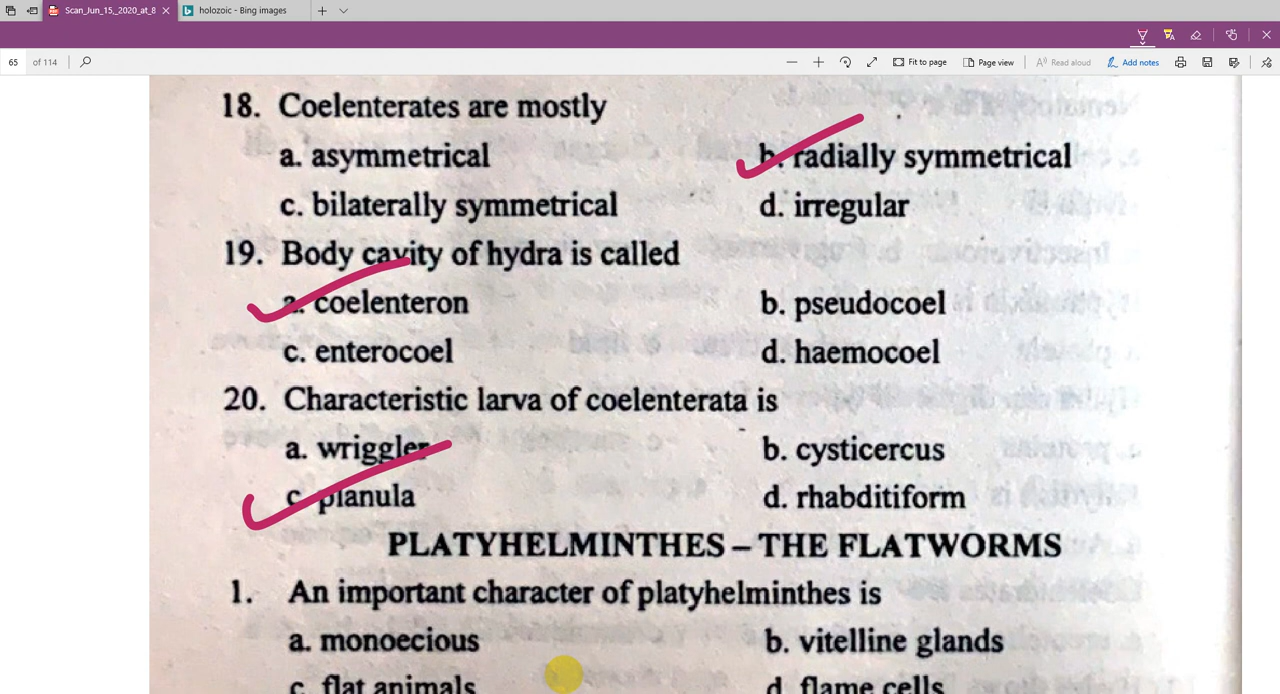 Scan_Jun_15,_2020_at_8
holozoic - Bing images
65 of 114
Fit to page
Page view
Read aloud
Add notes
18. Coelenterates are mostly
a. asymmetrical b. radially symmetrical
c. bilaterally symmetrical d. irregular
19. Body cavity of hydra is called
a. coelenteron b. pseudocoel
c. enterocoel d. haemocoel
20. Characteristic larva of coelenterata is
a. wriggler b. cysticercus
c. planula d. rhabditiform
PLATYHELMINTHES – THE FLATWORMS
1. An important character of platyhelminthes is
a. monoecious b. vitelline glands
c. flat animals d. flame cells